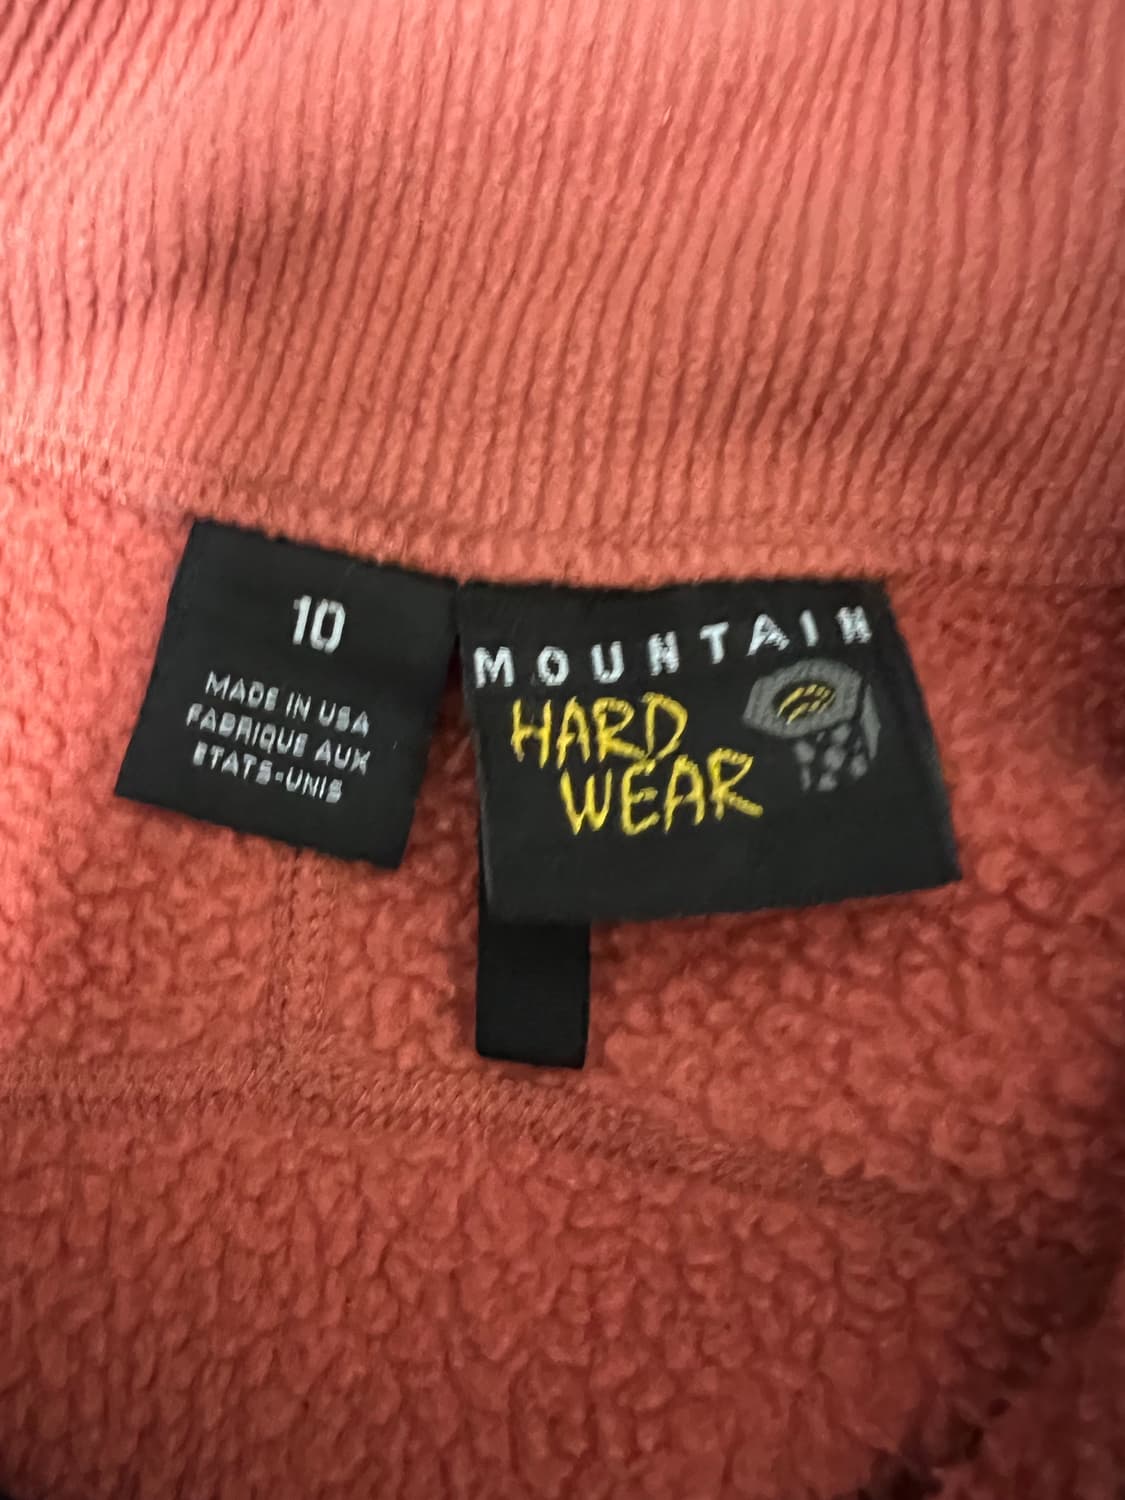 10
MADE IN USA
FABRIQUE AUX
ETATS-UNIS
MOUNTAIN
HARD
WEAR